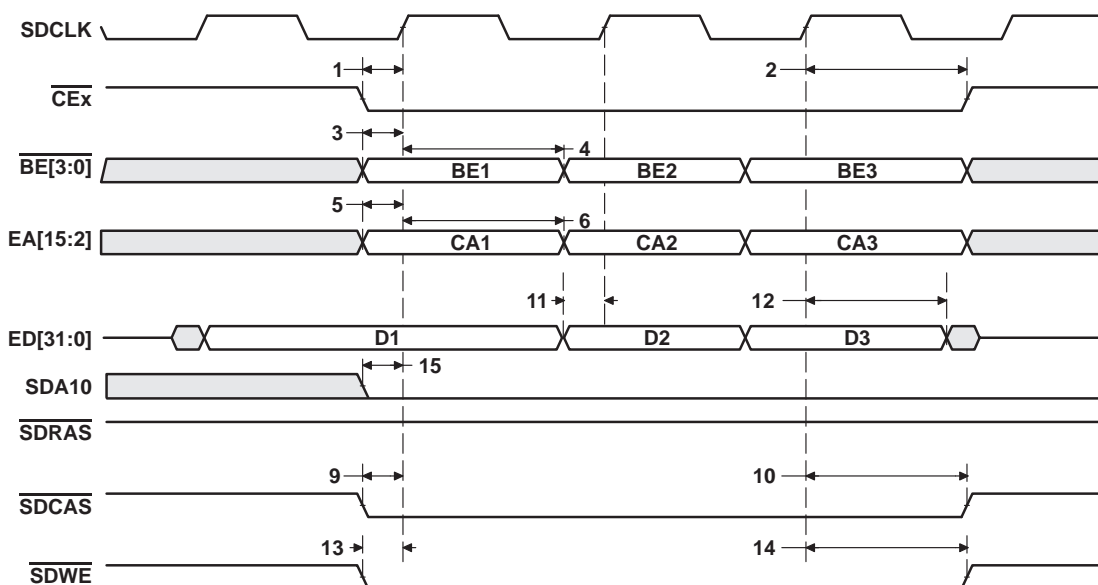 SDCLK
1 2
CEx
3
4
BE[3:0] BE1 BE2 BE3
5
6
EA[15:2] CA1 CA2 CA3
11 12
ED[31:0] D1 D2 D3
15
SDA10
SDRAS
9 10
SDCAS
13 14
SDWE